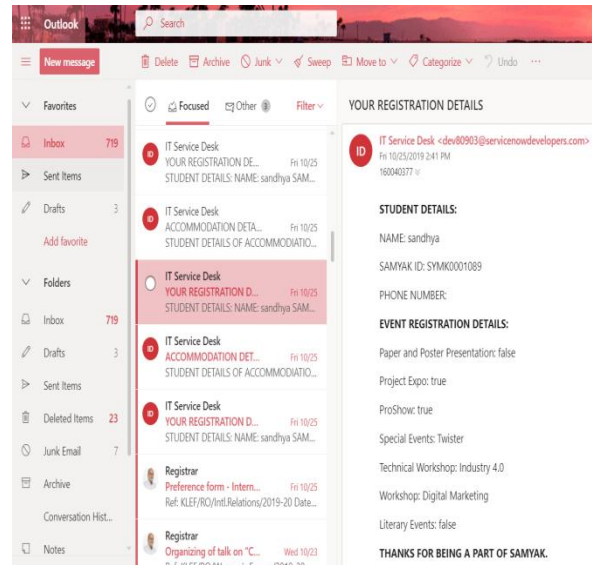 Outlook
Search
New message
Delete Archive Junk Sweep Move to Categorize Undo ...
Favorites
Inbox 719
Sent Items
Drafts 3
Add favorite
Folders
Inbox 719
Drafts 3
Sent Items
Deleted Items 23
Junk Email 7
Archive
Conversation Hist...
Notes
Focused Other 3 Filter
ID
IT Service Desk
YOUR REGISTRATION DE... Fri 10/25
STUDENT DETAILS: NAME: sandhya SAM...
ID
IT Service Desk
ACCOMMODATION DETA... Fri 10/25
STUDENT DETAILS OF ACCOMMODIATIO...
IT Service Desk
YOUR REGISTRATION D... Fri 10/25
STUDENT DETAILS: NAME: sandhya SAM...
ID
IT Service Desk
ACCOMMODATION DET... Fri 10/25
STUDENT DETAILS OF ACCOMMODIATIO...
ID
IT Service Desk
YOUR REGISTRATION D... Fri 10/25
STUDENT DETAILS: NAME: sandhya SAM...
Registrar
Preference form - Intern... Fri 10/25
Ref: KLEF/RO/Intl.Relations/2019-20 Date...
Registrar
Organizing of talk on "C... Wed 10/23
YOUR REGISTRATION DETAILS
ID
IT Service Desk <dev80903@servicenowdevelopers.com>
Fri 10/25/2019 2:41 PM
160040377
STUDENT DETAILS:
NAME: sandhya
SAMYAK ID: SYMK0001089
PHONE NUMBER:
EVENT REGISTRATION DETAILS:
Paper and Poster Presentation: false
Project Expo: true
ProShow: true
Special Events: Twister
Technical Workshop: Industry 4.0
Workshop: Digital Marketing
Literary Events: false
THANKS FOR BEING A PART OF SAMYAK.